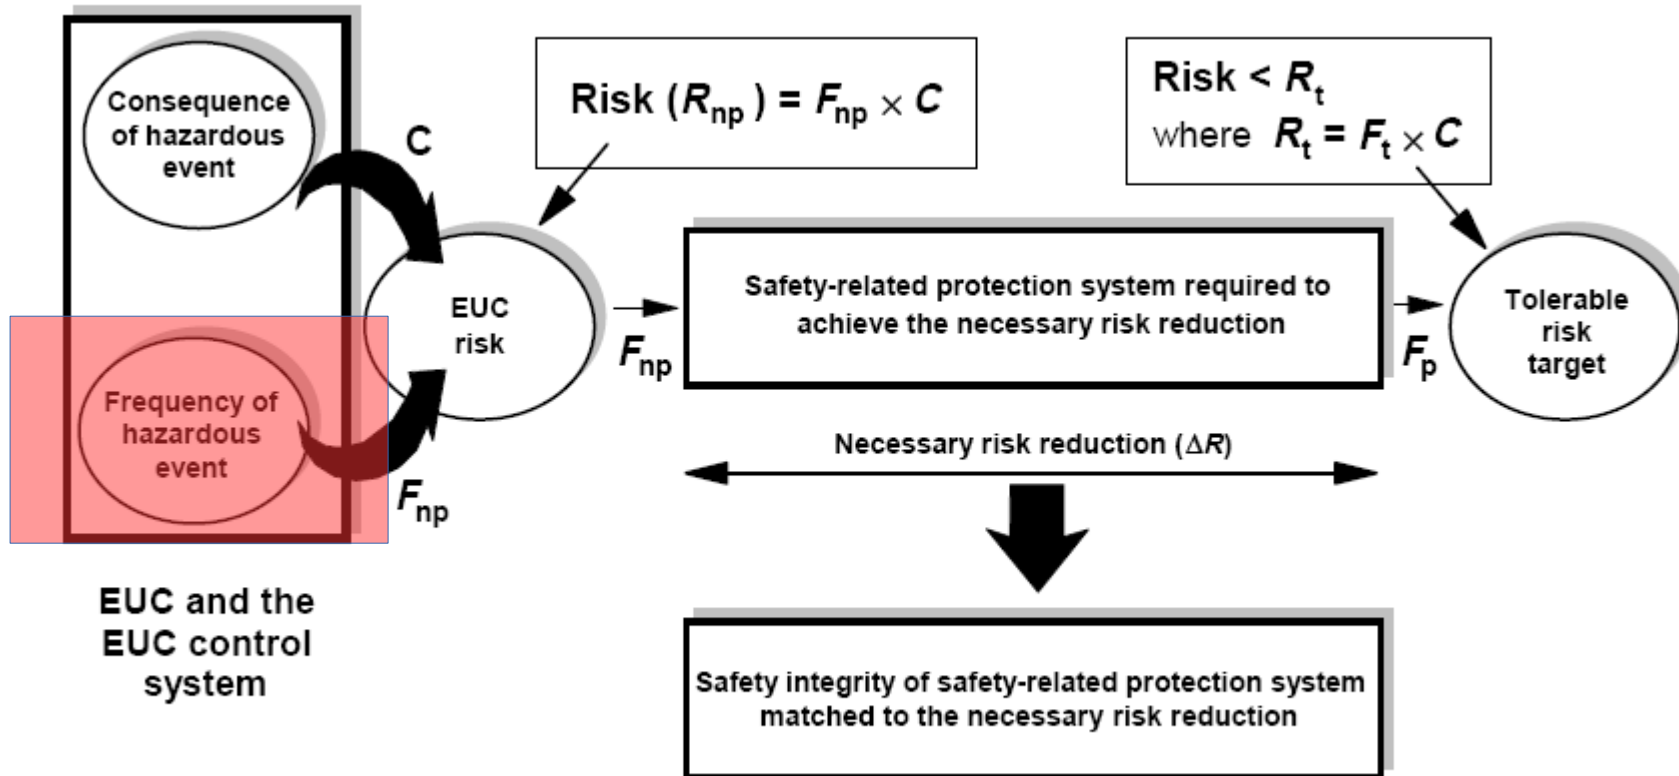 Consequence
of hazardous
event
C
Risk (Rnp) = Fnp × C
Risk < Rt
where Rt = Ft × C
EUC
risk
Fnp
Safety-related protection system required to
achieve the necessary risk reduction
Fp
Tolerable
risk
target
Frequency of
hazardous
event
Fnp
Necessary risk reduction (ΔR)
EUC and the
EUC control
system
Safety integrity of safety-related protection system
matched to the necessary risk reduction